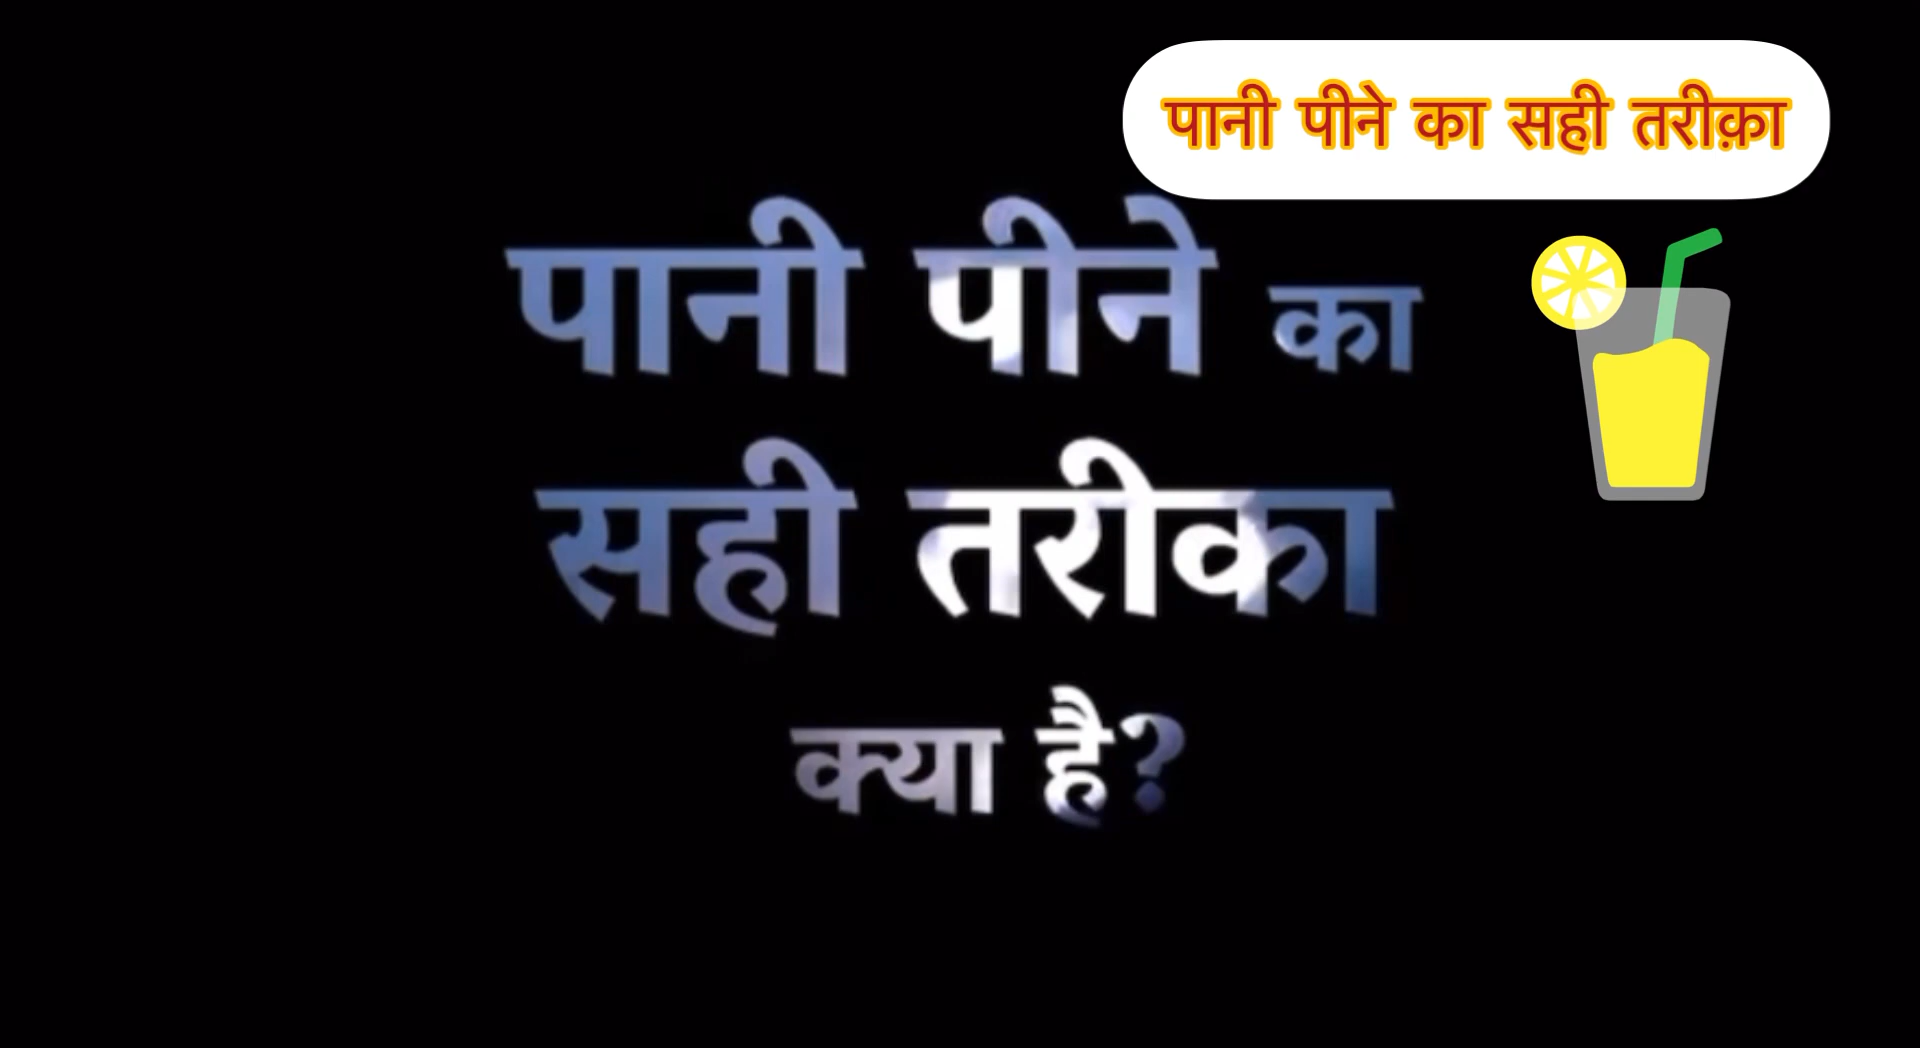 पानी पीने का सही तरीक़ा
पानी पीने का
सही तरीका
क्या है?